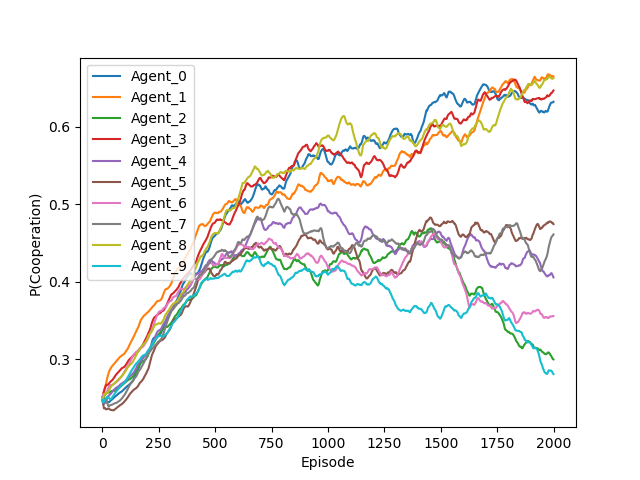 Agent_0
Agent_1
Agent_2
Agent_3
Agent_4
Agent_5
Agent_6
Agent_7
Agent_8
Agent_9
P(Cooperation)
0.6
0.5
0.4
0.3
0 250 500 750 1000 1250 1500 1750 2000
Episode